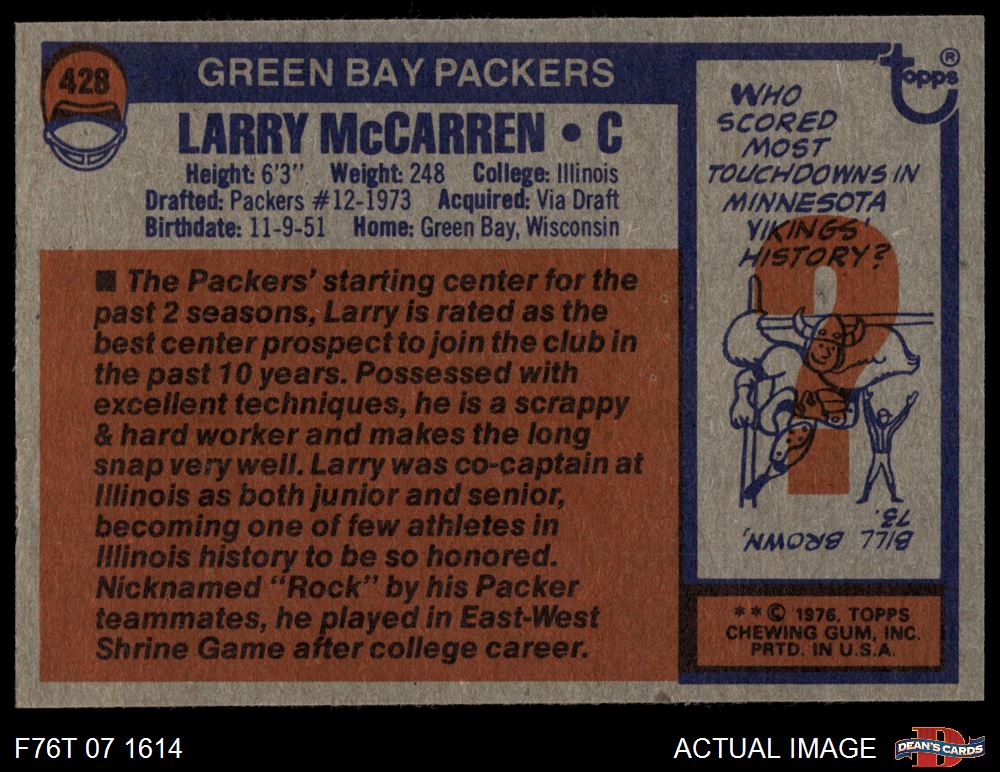 428
GREEN BAY PACKERS
LARRY McCARREN • C
Height: 6'3" Weight: 248 College: Illinois
Drafted: Packers #12-1973 Acquired: Via Draft
Birthdate: 11-9-51 Home: Green Bay, Wisconsin
■ The Packers' starting center for the
past 2 seasons, Larry is rated as the
best center prospect to join the club in
the past 10 years. Possessed with
excellent techniques, he is a scrappy
& hard worker and makes the long
snap very well. Larry was co-captain at
Illinois as both junior and senior,
becoming one of few athletes in
Illinois history to be so honored.
Nicknamed "Rock" by his Packer
teammates, he played in East-West
Shrine Game after college career.
topps®
WHO
SCORED
MOST
TOUCHDOWNS IN
MINNESOTA
VIKINGS
HISTORY?
?
BILL BROWN,
73.
**© 1976, TOPPS
CHEWING GUM, INC.
PRTD. IN U.S.A.
F76T 07 1614
ACTUAL IMAGE
D
DEAN'S CARDS